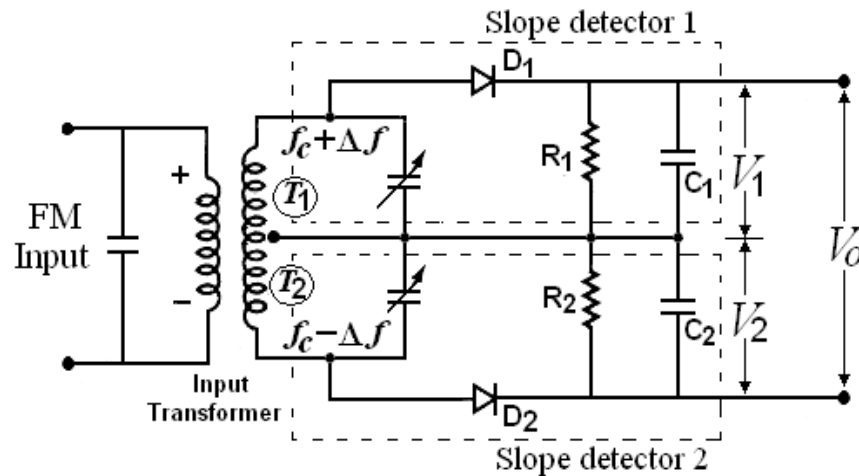 Slope detector 1
D1
fc+Δf
+
R1
C1
V1
T1
FM
Input
Vo
T2
−
R2
C2
V2
fc−Δf
Input
Transformer
D2
Slope detector 2